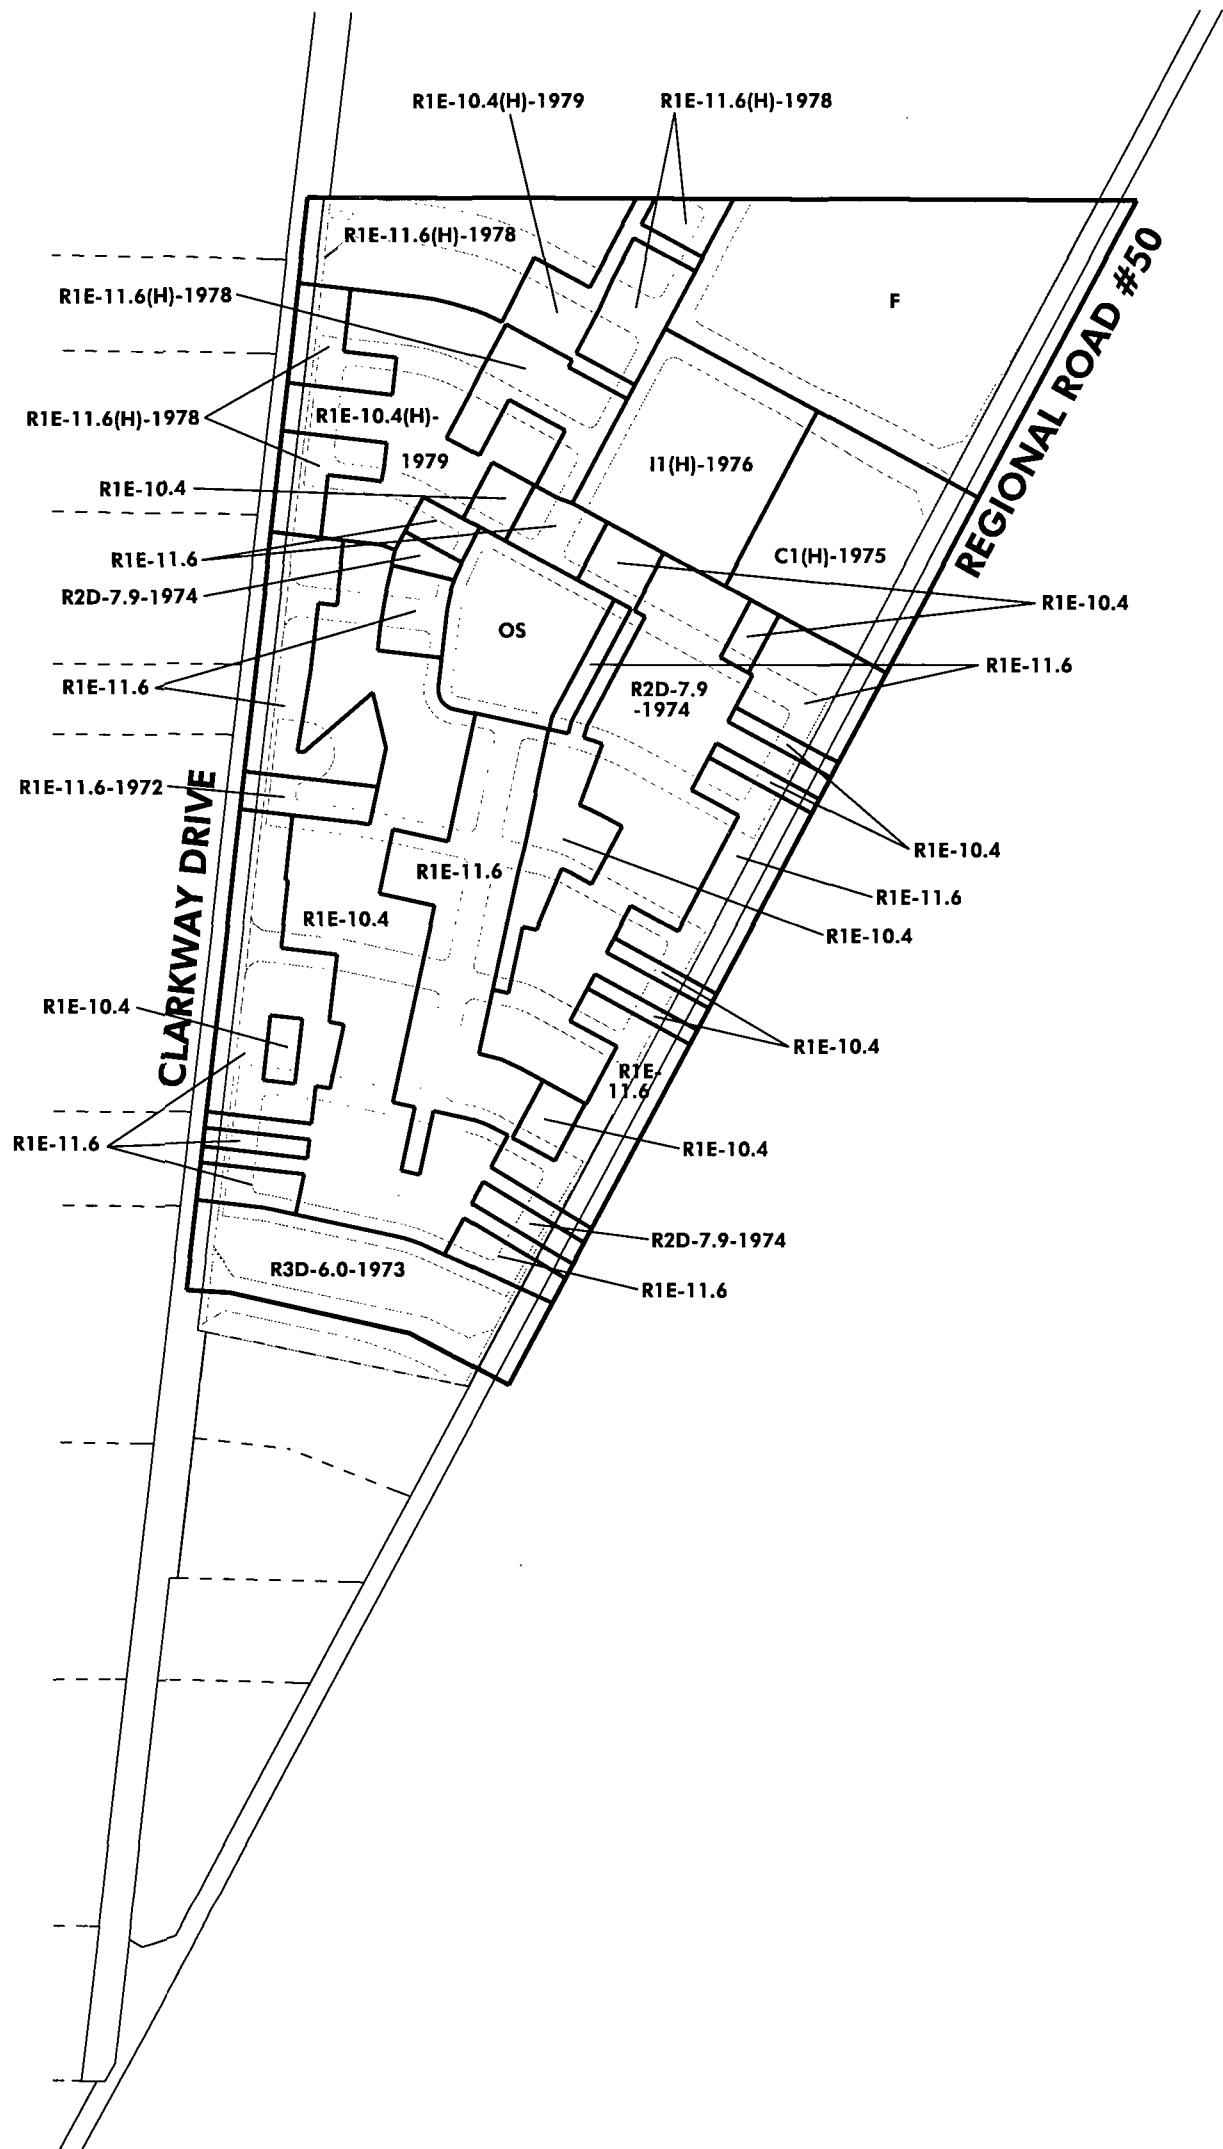 R1E-10.4(H)-1979
R1E-11.6(H)-1978
R1E-11.6(H)-1978
R1E-11.6(H)-1978
F
REGIONAL ROAD #50
R1E-11.6(H)-1978
R1E-10.4(H)-
1979
I1(H)-1976
R1E-10.4
R1E-11.6
C1(H)-1975
R2D-7.9-1974
R1E-10.4
OS
R1E-11.6
R1E-11.6
R2D-7.9
-1974
R1E-11.6-1972
CLARKWAY DRIVE
R1E-11.6
R1E-10.4
R1E-11.6
R1E-10.4
R1E-10.4
R1E-10.4
R1E-10.4
R1E-
11.6
R1E-11.6
R1E-10.4
R2D-7.9-1974
R3D-6.0-1973
R1E-11.6